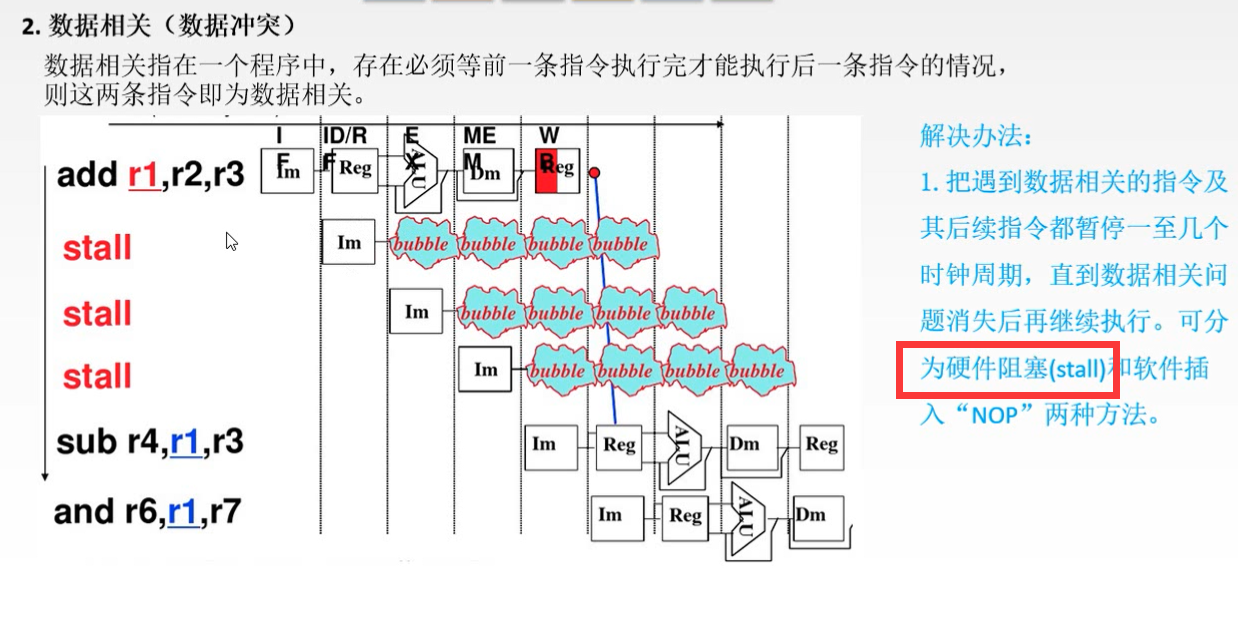 2. 数据相关（数据冲突）
数据相关指在一个程序中，存在必须等前一条指令执行完才能执行后一条指令的情况，
则这两条指令即为数据相关。
IF ID/RF EX MEM WB
add r1,r2,r3 Im Reg ALU Dm Reg
stall Im bubble bubble bubble bubble
stall Im bubble bubble bubble bubble
stall Im bubble bubble bubble bubble
sub r4,r1,r3 Im Reg ALU Dm Reg
and r6,r1,r7 Im Reg ALU Dm
解决办法：
1. 把遇到数据相关的指令及
其后续指令都暂停一至几个
时钟周期，直到数据相关问
题消失后再继续执行。可分
为硬件阻塞(stall)和软件插
入“NOP”两种方法。